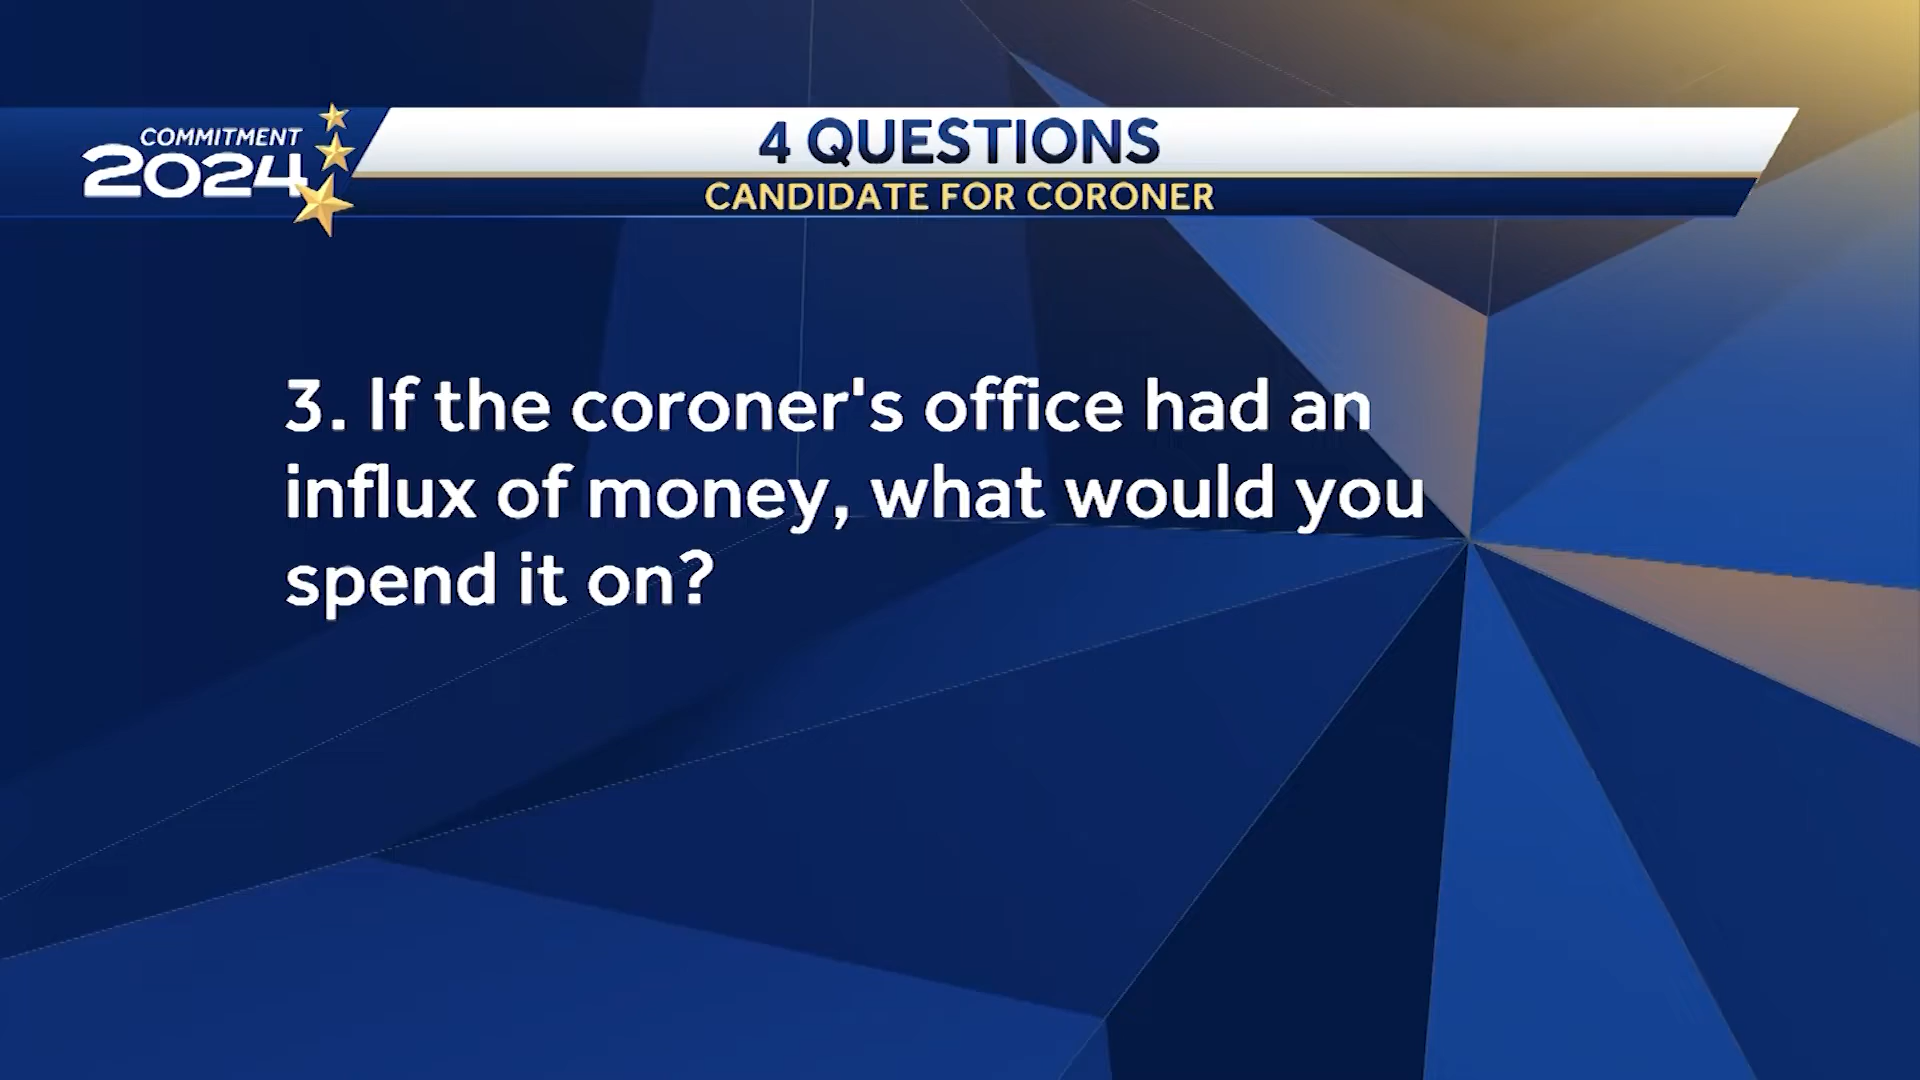 COMMITMENT
2024
4 QUESTIONS
CANDIDATE FOR CORONER
3. If the coroner's office had an
influx of money, what would you
spend it on?